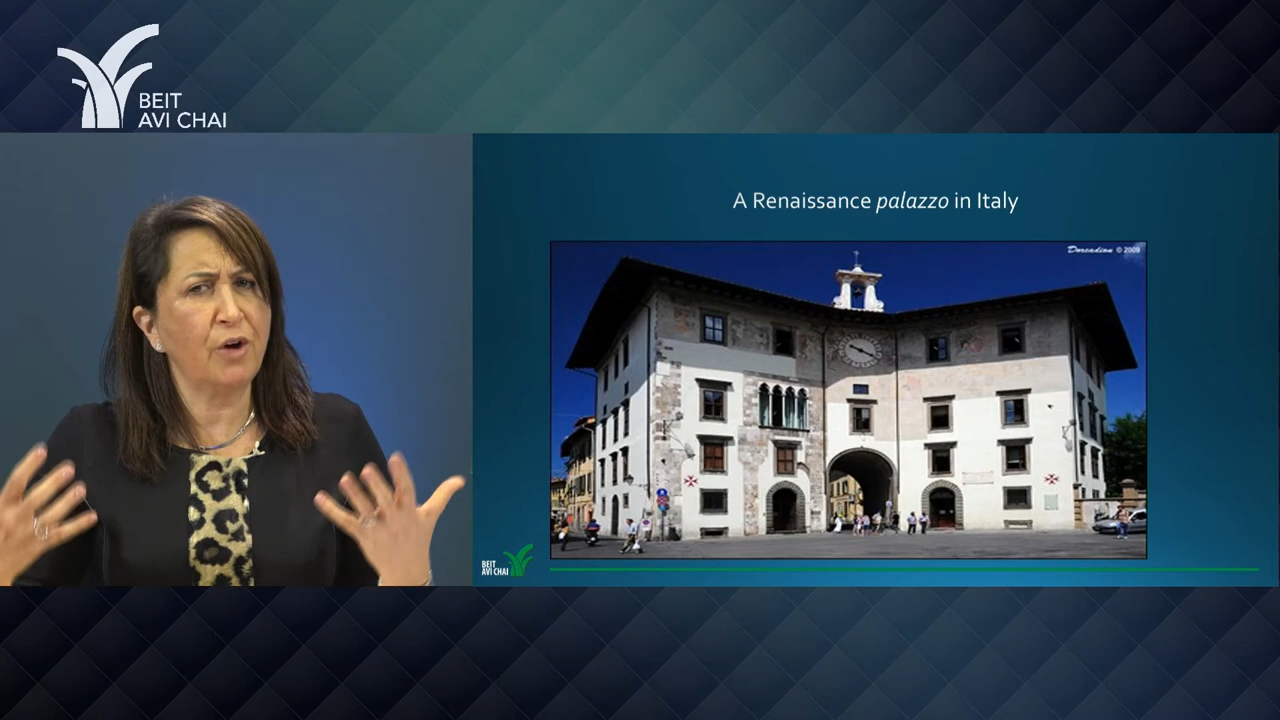 BEIT
AVI CHAI
A Renaissance palazzo in Italy
Dorcadion © 2009
BEIT
AVI CHAI